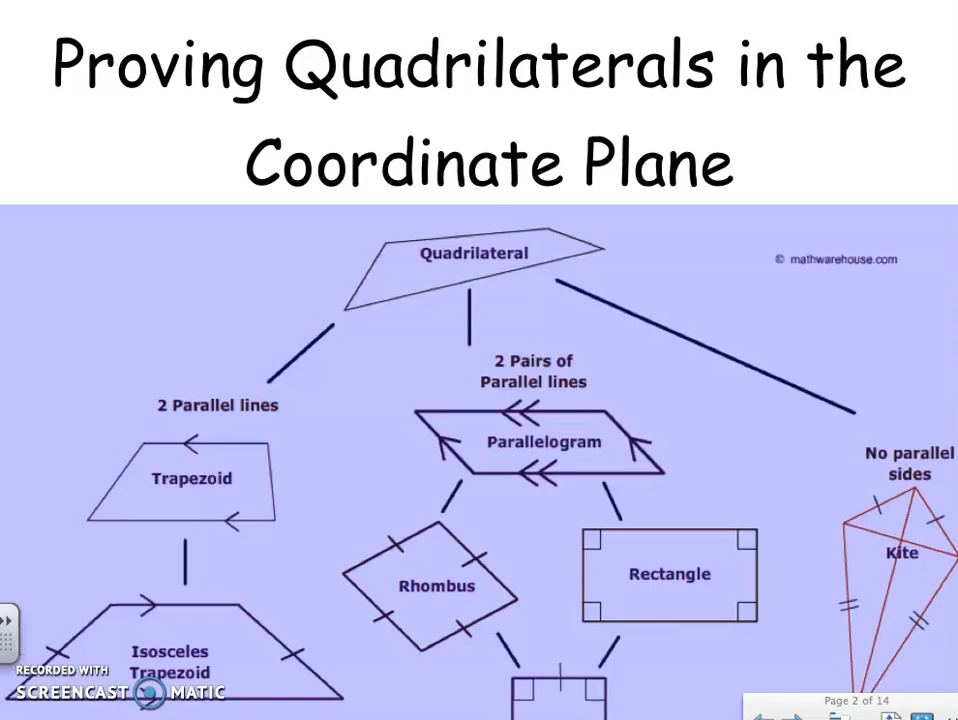 Proving Quadrilaterals in the
Coordinate Plane
Quadrilateral
© mathwarehouse.com
2 Pairs of
Parallel lines
2 Parallel lines
Parallelogram
No parallel
sides
Trapezoid
Kite
Rhombus
Rectangle
Isosceles
Trapezoid
RECORDED WITH
SCREENCAST MATIC
Page 2 of 14